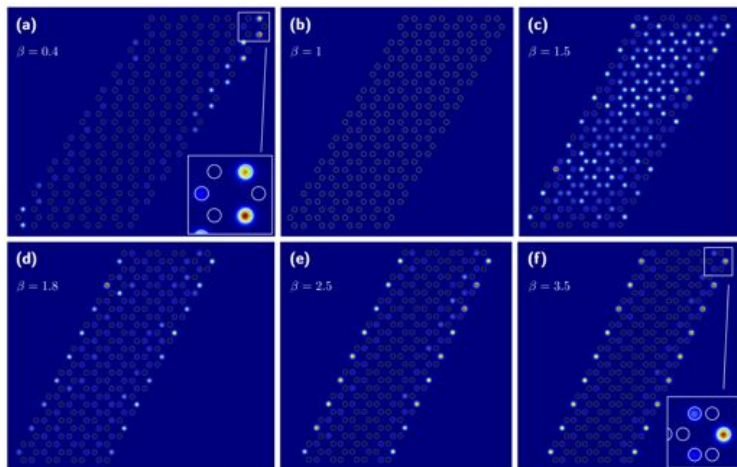 (a)
β = 0.4
(b)
β = 1
(c)
β = 1.5
(d)
β = 1.8
(e)
β = 2.5
(f)
β = 3.5